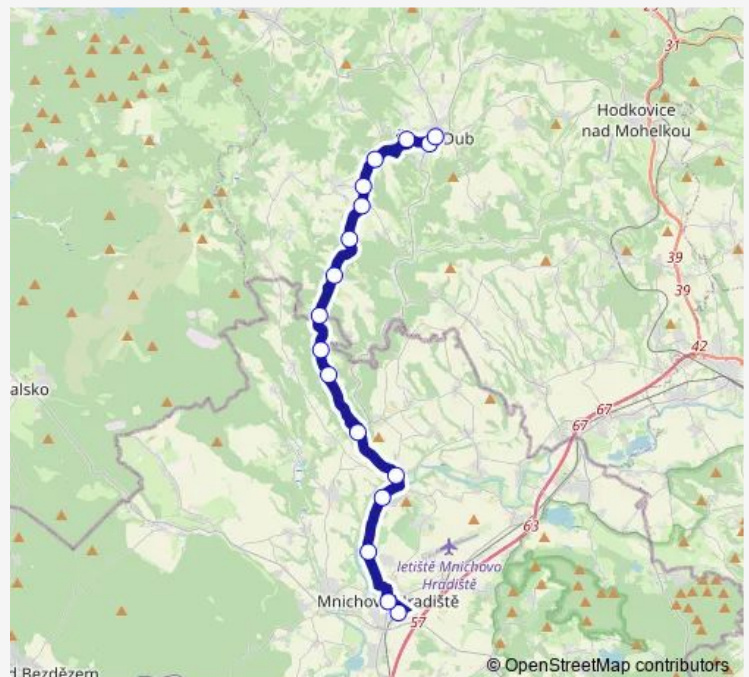 31
Hodkovice
nad Mohelkou
Dub
39
39
42
alsko
67
67
63
letiště Mnichovo
Hradiště
Mnichovo Hradiště
57
d Bezdězem
© OpenStreetMap contributors